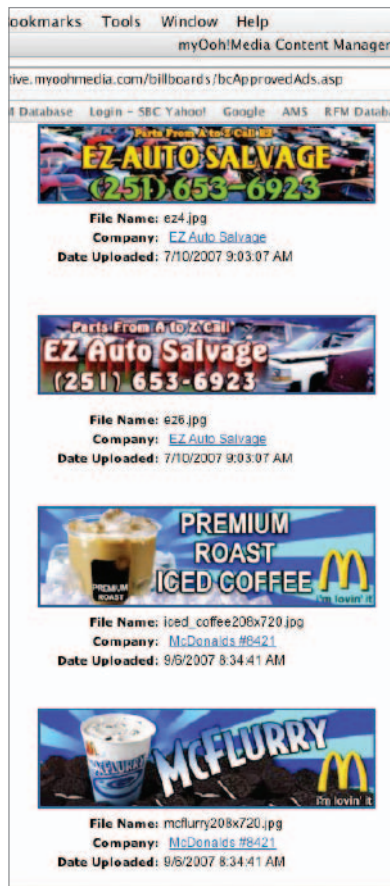 ookmarks Tools Window Help
myOoh!Media Content Manager
tive.myoohmedia.com/billboards/bcApprovedAds.asp
Database Login – SBC Yahoo! Google AMS RFM Datab
Parts From A to Z Call EZ
EZ AUTO SALVAGE
(251) 653-6923
File Name: ez4.jpg
Company: EZ Auto Salvage
Date Uploaded: 7/10/2007 9:03:07 AM
Parts From A to Z Call
EZ Auto Salvage
(251) 653-6923
File Name: ez6.jpg
Company: EZ Auto Salvage
Date Uploaded: 7/10/2007 9:03:07 AM
PREMIUM
ROAST
ICED COFFEE
PREMIUM
ROAST
i'm lovin' it
File Name: iced_coffee208x720.jpg
Company: McDonalds #8421
Date Uploaded: 9/6/2007 8:34:41 AM
McFLURRY
McFLURRY
i'm lovin' it
File Name: mcflurry208x720.jpg
Company: McDonalds #8421
Date Uploaded: 9/6/2007 8:34:41 AM